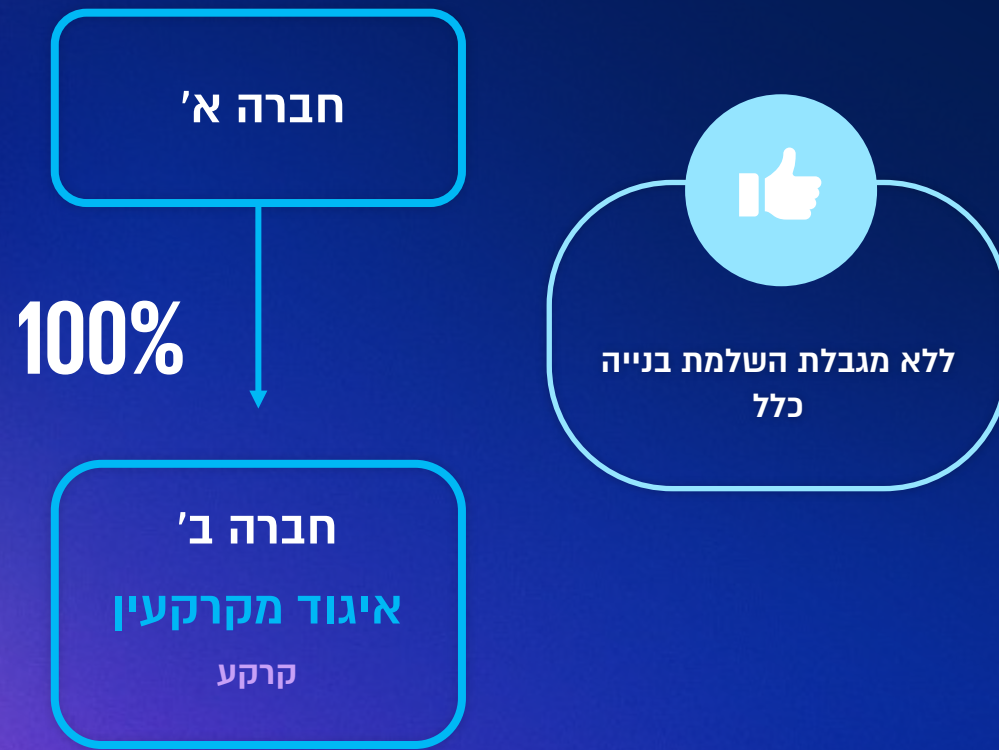 חברה א'
100%
חברה ב'
איגוד מקרקעין
קרקע
ללא מגבלת השלמת בנייה
כלל